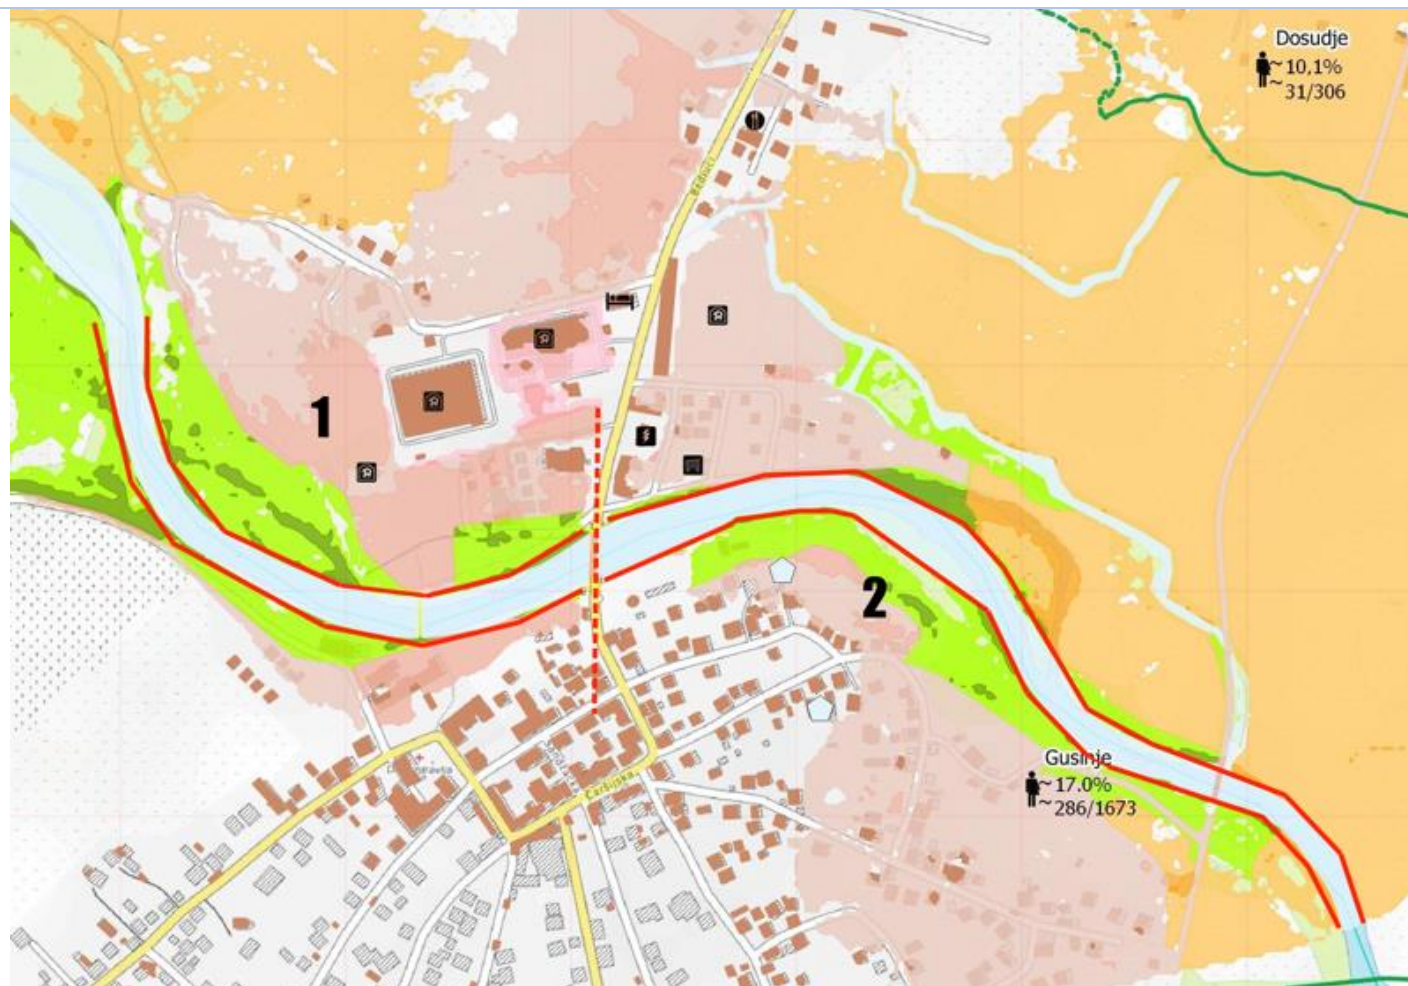 Dosudje
~ 10,1%
~ 31/306
1
2
Gusinje
~ 17.0%
~ 286/1673
Čaršijska